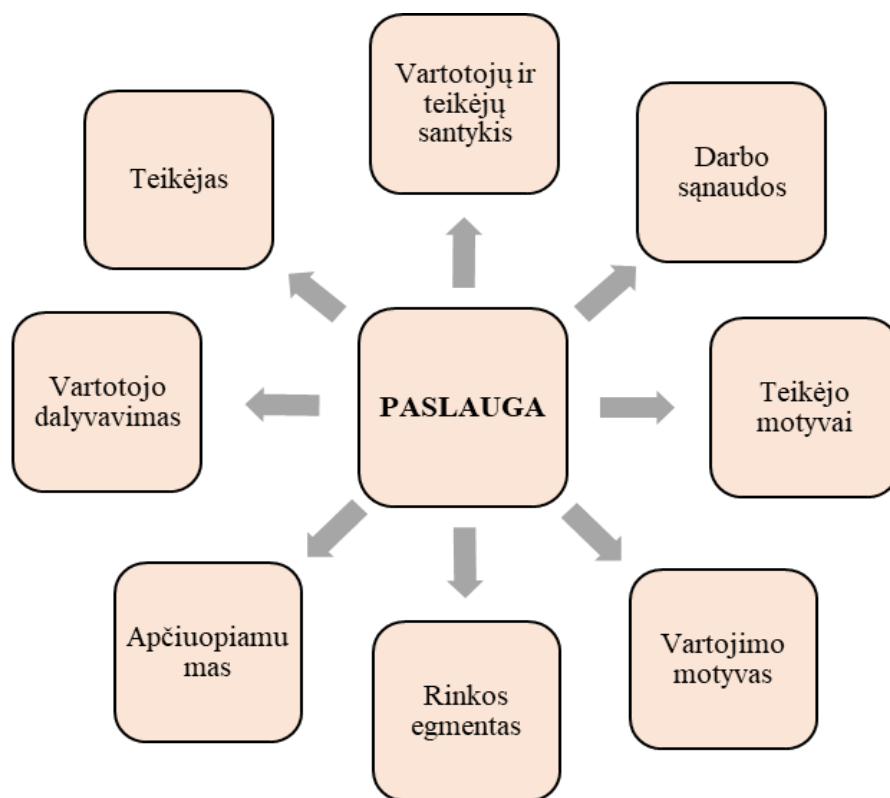 Vartotojų ir
teikėjų
santykis
Teikėjas
Darbo
sąnaudos
Vartotojo
dalyvavimas
PASLAUGA
Teikėjo
motyvai
Apčiuopiamu
mas
Rinkos
egmentas
Vartojimo
motyvas